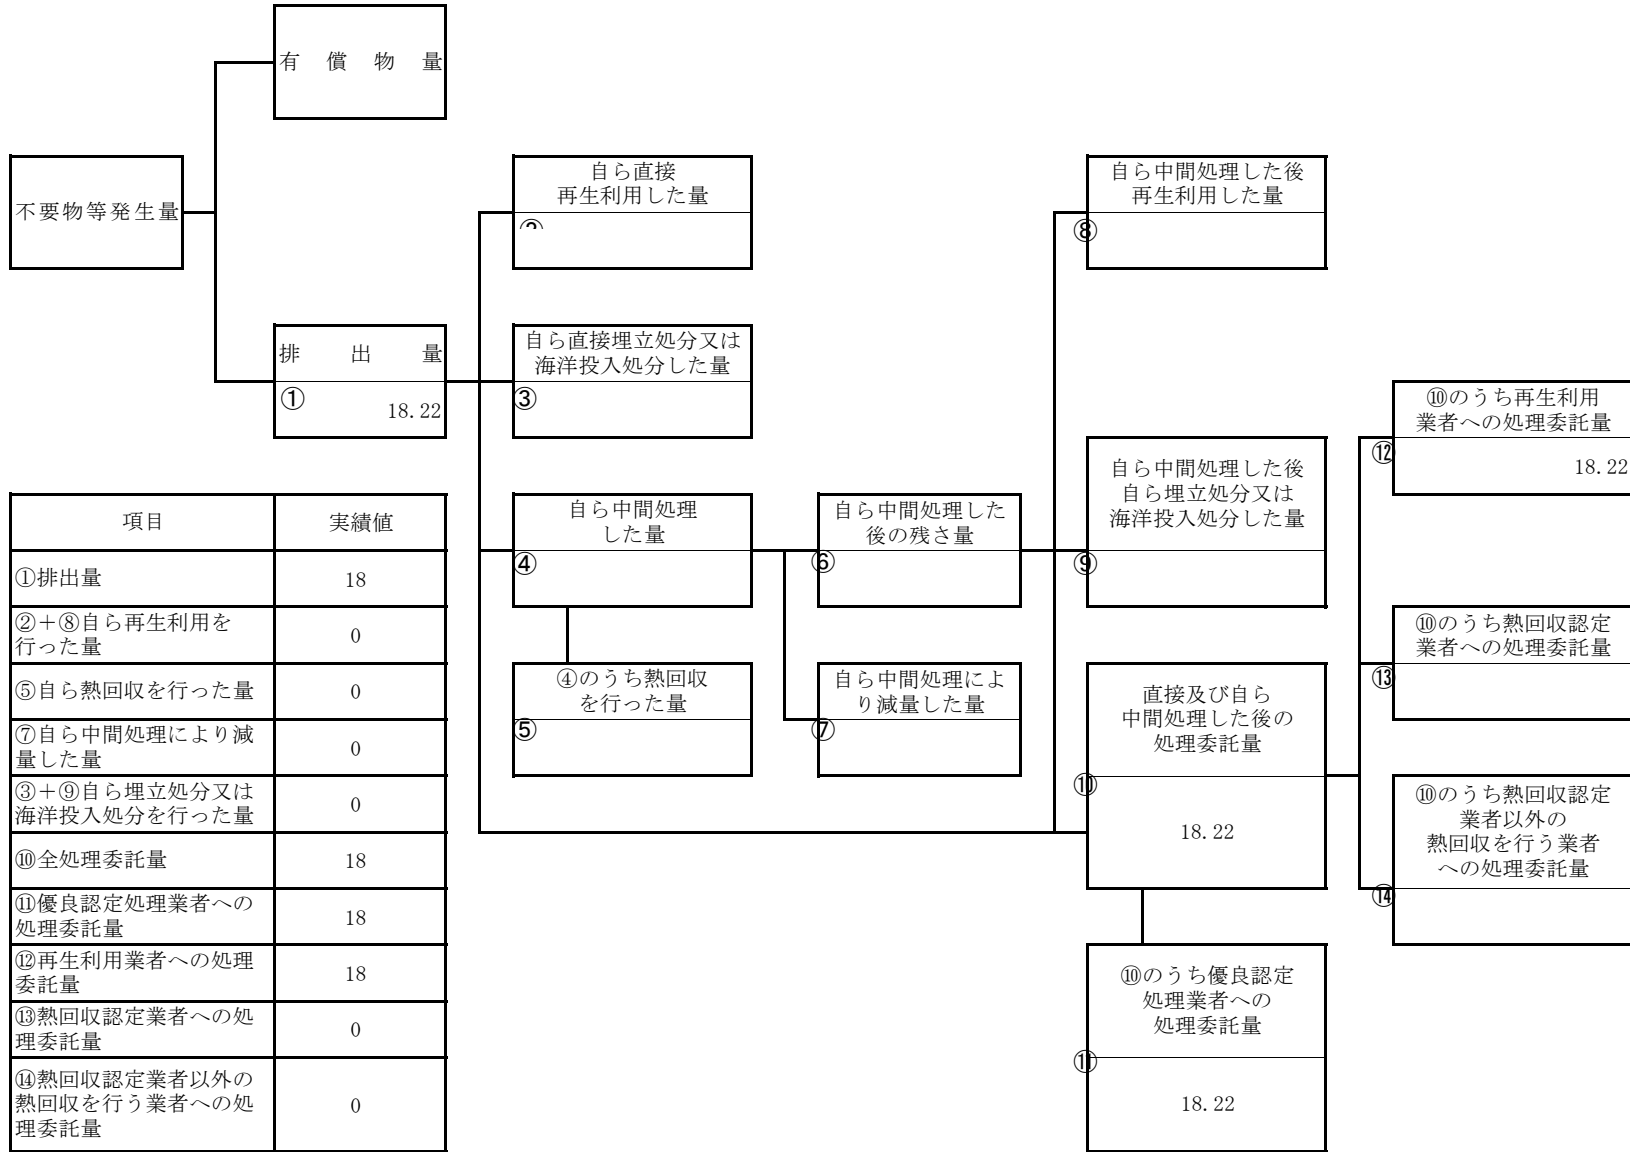 有償物量
不要物等発生量
自ら直接
再生利用した量
②
自ら中間処理した後
再生利用した量
⑧
排出量
①
18.22
自ら直接埋立処分又は
海洋投入処分した量
③
⑩のうち再生利用
業者への処理委託量
⑫
18.22
自ら中間処理
した量
④
自ら中間処理した
後の残さ量
⑥
自ら中間処理した後
自ら埋立処分又は
海洋投入処分した量
⑨
⑩のうち熱回収認定
業者への処理委託量
⑬
④のうち熱回収
を行った量
⑤
自ら中間処理によ
り減量した量
⑦
直接及び自ら
中間処理した後の
処理委託量
⑩
18.22
⑩のうち熱回収認定
業者以外の
熱回収を行う業者
への処理委託量
⑭
⑩のうち優良認定
処理業者への
処理委託量
⑪
18.22
項目 実績値
①排出量 18
②+⑧自ら再生利用を
行った量 0
⑤自ら熱回収を行った量 0
⑦自ら中間処理により減
量した量 0
③+⑨自ら埋立処分又は
海洋投入処分を行った量 0
⑩全処理委託量 18
⑪優良認定処理業者への
処理委託量 18
⑫再生利用業者への処理
委託量 18
⑬熱回収認定業者への処
理委託量 0
⑭熱回収認定業者以外の
熱回収を行う業者への処
理委託量 0